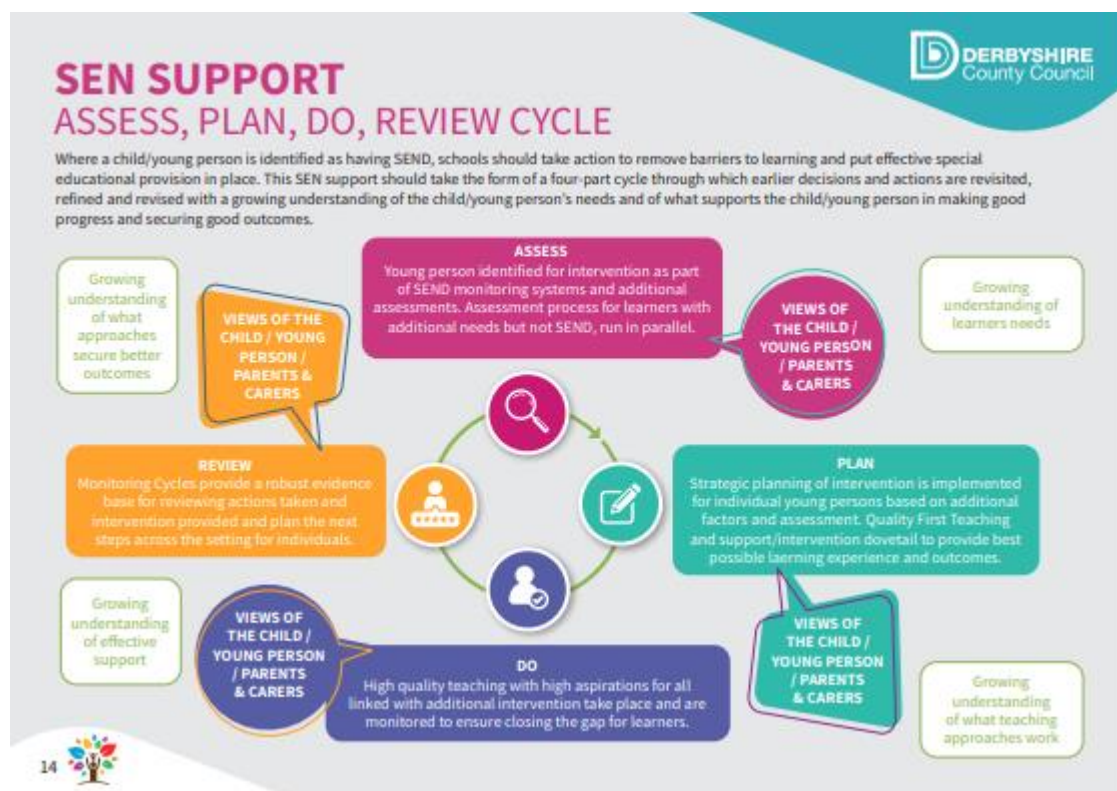 DERBYSHIRE
County Council
SEN SUPPORT
ASSESS, PLAN, DO, REVIEW CYCLE
Where a child/young person is identified as having SEND, schools should take action to remove barriers to learning and put effective special
educational provision in place. This SEN support should take the form of a four-part cycle through which earlier decisions and actions are revisited,
refined and revised with a growing understanding of the child/young person's needs and of what supports the child/young person in making good
progress and securing good outcomes.
Growing
understanding
of what
approaches
secure better
outcomes
VIEWS OF THE
CHILD / YOUNG
PERSON /
PARENTS &
CARERS
ASSESS
Young person identified for intervention as part
of SEND monitoring systems and additional
assessments. Assessment process for learners with
additional needs but not SEND, run in parallel.
VIEWS OF
THE CHILD /
YOUNG PERSON
/ PARENTS
& CARERS
Growing
understanding of
learners needs
REVIEW
Monitoring Cycles provide a robust evidence
base for reviewing actions taken and
intervention provided and plan the next
steps across the setting for individuals.
PLAN
Strategic planning of intervention is implemented
for individual young persons based on additional
factors and assessment. Quality First Teaching
and support/intervention dovetail to provide best
possible laerning experience and outcomes.
Growing
understanding
of effective
support
VIEWS OF
THE CHILD /
YOUNG PERSON
/ PARENTS
& CARERS
DO
High quality teaching with high aspirations for all
linked with additional intervention take place and are
monitored to ensure closing the gap for learners.
VIEWS OF
THE CHILD /
YOUNG PERSON
/ PARENTS
& CARERS
Growing
understanding
of what teaching
approaches work
14